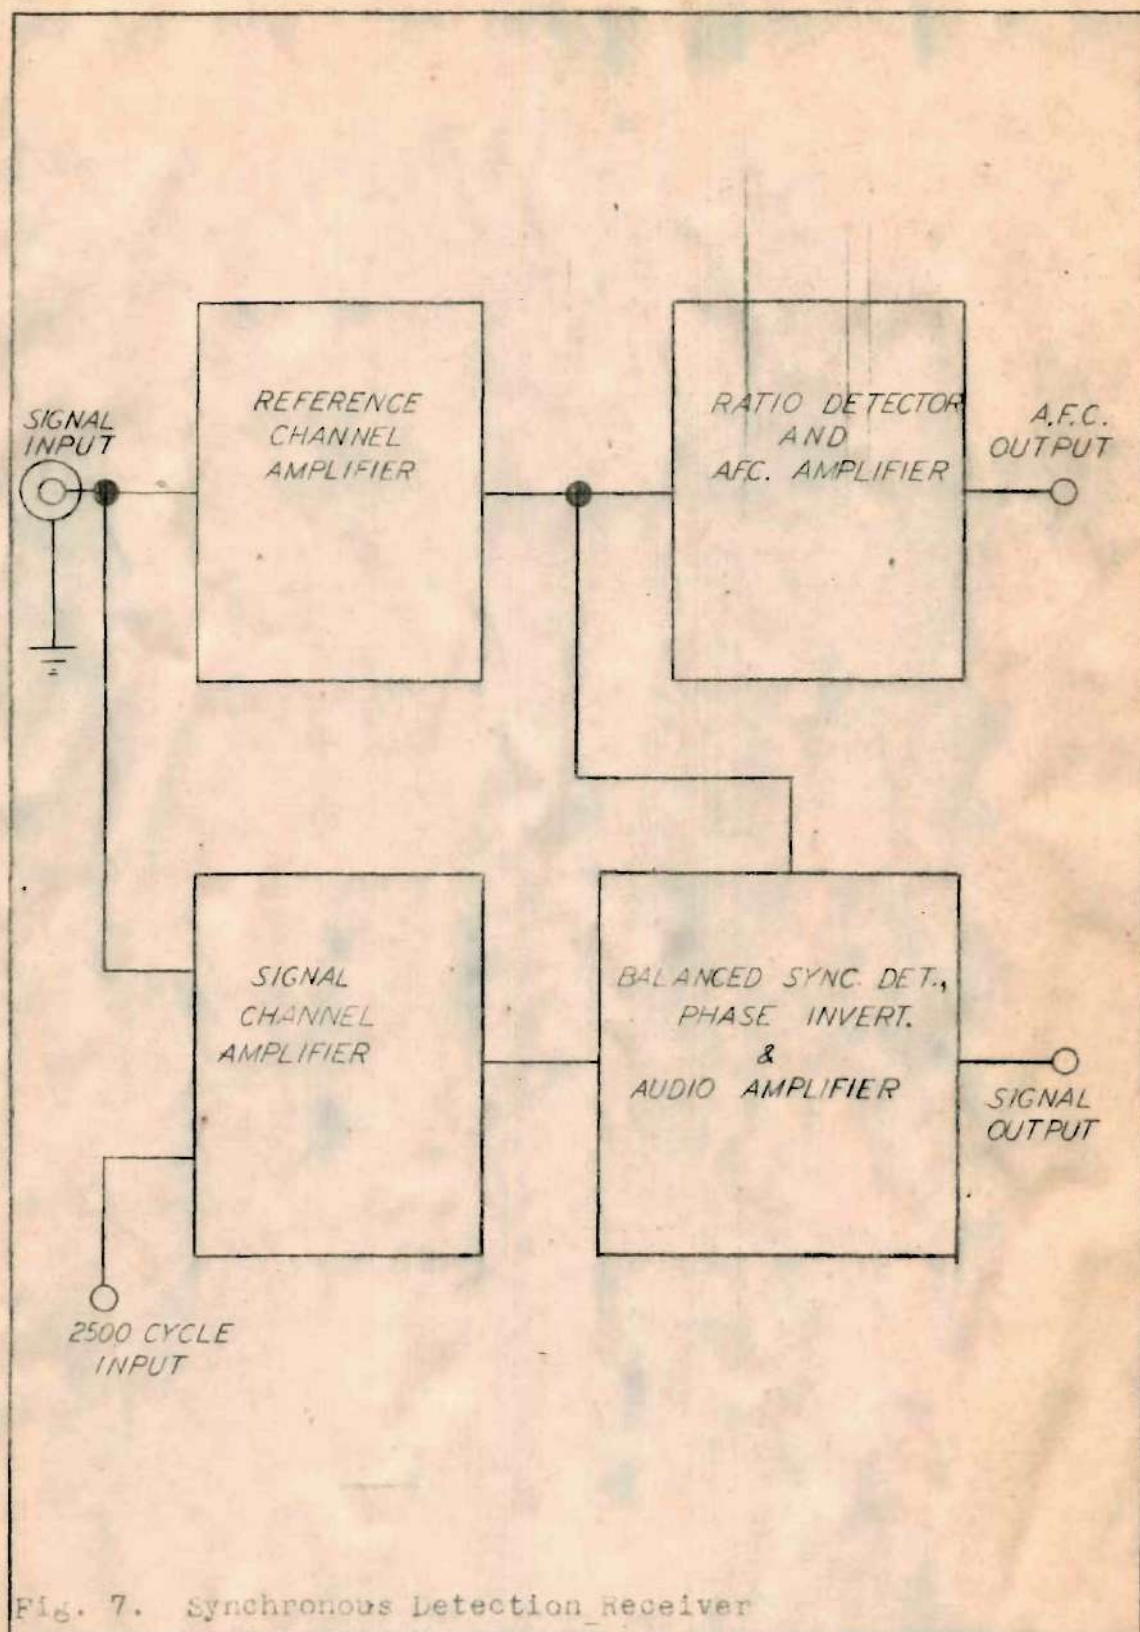 SIGNAL
INPUT
REFERENCE
CHANNEL
AMPLIFIER
RATIO DETECTOR
AND
AFC. AMPLIFIER
A.F.C.
OUTPUT
SIGNAL
CHANNEL
AMPLIFIER
BALANCED SYNC. DET.,
PHASE INVERT.
&
AUDIO AMPLIFIER
SIGNAL
OUTPUT
2500 CYCLE
INPUT
Fig. 7. Synchronous Detection Receiver